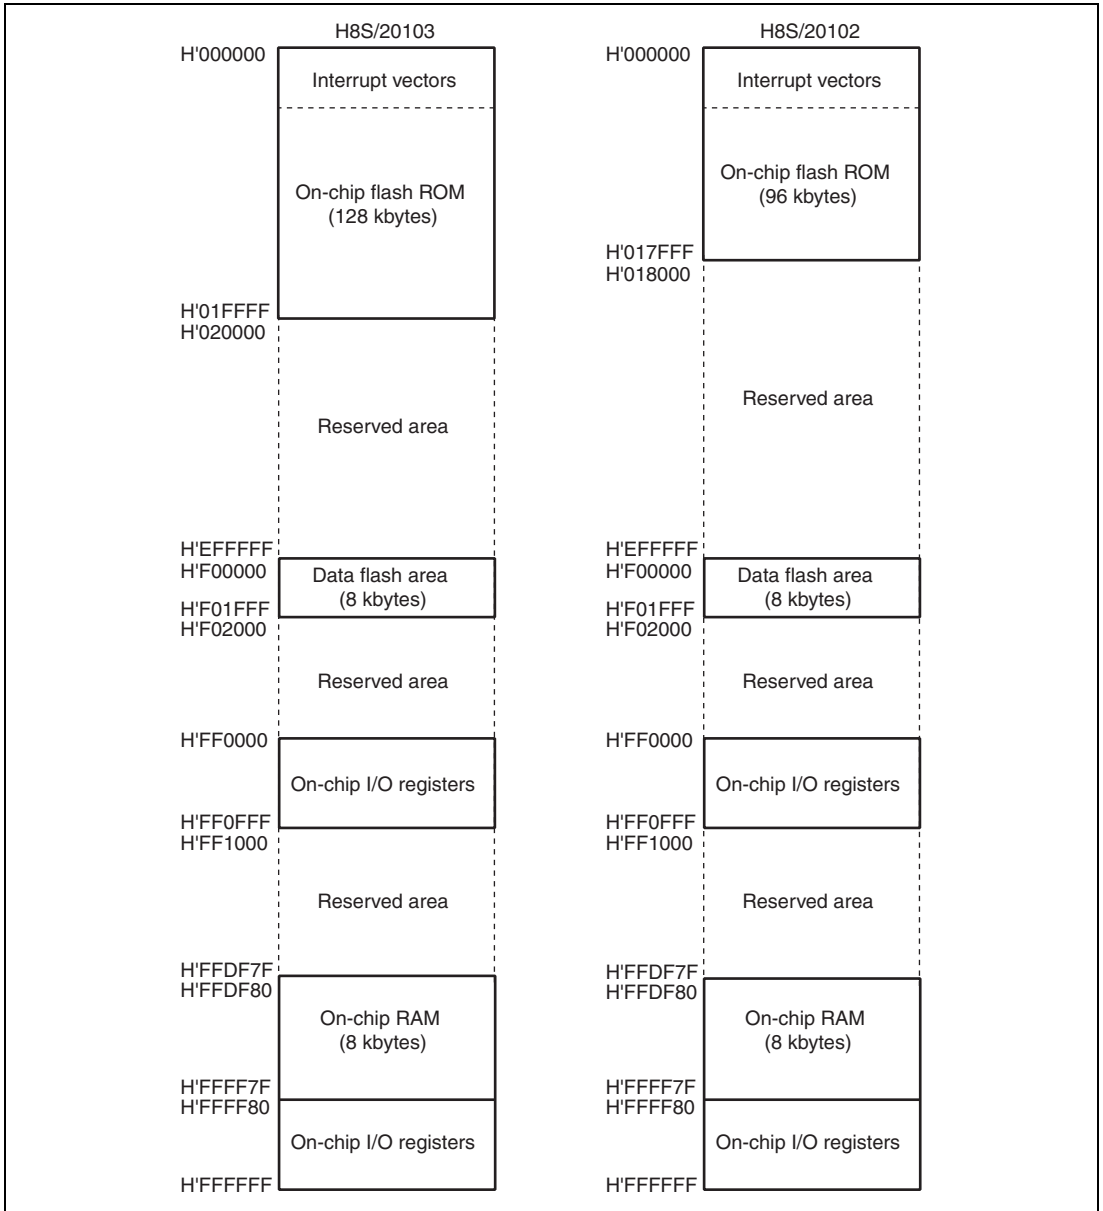 H8S/20103
H'000000
Interrupt vectors
On-chip flash ROM
(128 kbytes)
H'01FFFF
H'020000
Reserved area
H'EFFFFF
H'F00000
Data flash area
(8 kbytes)
H'F01FFF
H'F02000
Reserved area
H'FF0000
On-chip I/O registers
H'FF0FFF
H'FF1000
Reserved area
H'FFDF7F
H'FFDF80
On-chip RAM
(8 kbytes)
H'FFFF7F
H'FFFF80
On-chip I/O registers
H'FFFFFF
H8S/20102
H'000000
Interrupt vectors
On-chip flash ROM
(96 kbytes)
H'017FFF
H'018000
Reserved area
H'EFFFFF
H'F00000
Data flash area
(8 kbytes)
H'F01FFF
H'F02000
Reserved area
H'FF0000
On-chip I/O registers
H'FF0FFF
H'FF1000
Reserved area
H'FFDF7F
H'FFDF80
On-chip RAM
(8 kbytes)
H'FFFF7F
H'FFFF80
On-chip I/O registers
H'FFFFFF